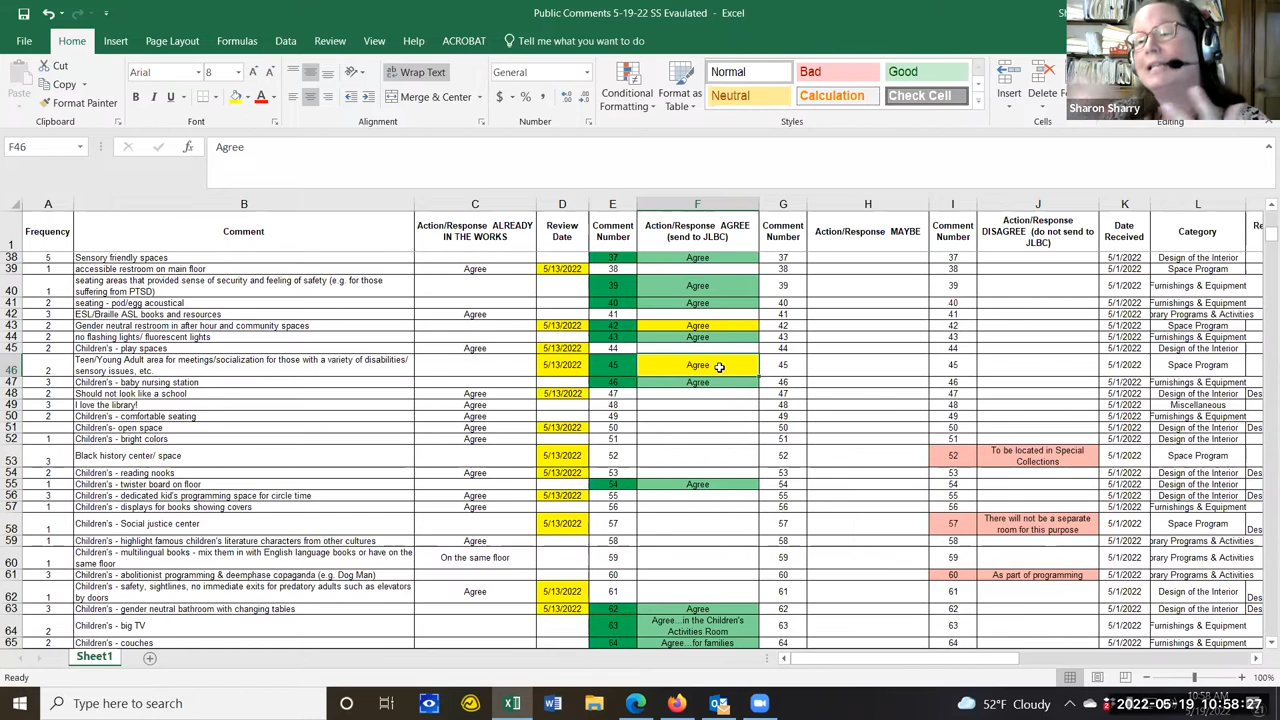 Public Comments 5-19-22 SS Evaulated - Excel
File Home Insert Page Layout Formulas Data Review View Help ACROBAT Tell me what you want to do
Sharon Sharry
Paste Cut
Copy
Format Painter
Clipboard
Arial 8
B I U
Font
Wrap Text
Merge & Center
Alignment
General
$ % ,
Number
Conditional Formatting
Format as Table
Normal Bad Good
Neutral Calculation Check Cell
Styles
Insert Delete
Cells
Editing
F46 Agree
A B C D E F G H I J K L
1 Frequency Comment Action/Response ALREADY IN THE WORKS Review Date Comment Number Action/Response AGREE (send to JLBC) Comment Number Action/Response MAYBE Comment Number Action/Response DISAGREE (do not send to JLBC) Date Received Category
38 5 Sensory friendly spaces 37 Agree 37 37 5/1/2022 Design of the Interior
39 1 accessible restroom on main floor Agree 5/13/2022 38 38 38 5/1/2022 Space Program
40 1 seating areas that provided sense of security and feeling of safety (e.g. for those suffering from PTSD) 39 Agree 39 39 5/1/2022 Furnishings & Equipment
41 2 seating - pod/egg acoustical 40 Agree 40 40 5/1/2022 Furnishings & Equipment
42 3 ESL/Braille ASL books and resources Agree 41 41 41 5/1/2022 brary Programs & Activities
43 2 Gender neutral restroom in after hour and community spaces 5/13/2022 42 Agree 42 42 5/1/2022 Space Program
44 2 no flashing lights/ fluorescent lights 43 Agree 43 43 5/1/2022 Design of the Interior
45 2 Children's - play spaces Agree 5/13/2022 44 44 44 5/1/2022 Design of the Interior
46 2 Teen/Young Adult area for meetings/socialization for those with a variety of disabilities/ sensory issues, etc. 5/13/2022 45 Agree 45 45 5/1/2022 Space Program
47 3 Children's - baby nursing station 46 Agree 46 46 5/1/2022 Furnishings & Equipment
48 2 Should not look like a school Agree 5/13/2022 47 47 47 5/1/2022 Design of the Interior
49 3 I love the library! Agree 48 48 48 5/1/2022 Miscellaneous
50 2 Children's - comfortable seating Agree 49 49 49 5/1/2022 Furnishings & Equipment
51 Children's- open space Agree 5/13/2022 50 50 50 5/1/2022 Design of the Interior
52 1 Children's - bright colors Agree 51 51 51 5/1/2022 Design of the Interior
53 3 Black history center/ space 5/13/2022 52 52 52 To be located in Special Collections 5/1/2022 Space Program
54 2 Children's - reading nooks Agree 5/13/2022 53 53 53 5/1/2022 Design of the Interior
55 1 Children's - twister board on floor 54 Agree 54 54 5/1/2022 Design of the Interior
56 3 Children's - dedicated kid's programming space for circle time Agree 5/13/2022 55 55 55 5/1/2022 Design of the Interior
57 1 Children's - displays for books showing covers Agree 56 56 56 5/1/2022 Furnishings & Equipment
58 1 Children's - Social justice center 5/13/2022 57 57 57 There will not be a separate room for this purpose 5/1/2022 Space Program
59 1 Children's - highlight famous children's literature characters from other cultures Agree 58 58 58 5/1/2022 brary Programs & Activities
60 1 Children's - multilingual books - mix them in with English language books or have on the same floor On the same floor 59 59 59 5/1/2022 brary Programs & Activities
61 3 Children's - abolitionist programming & deemphase copaganda (e.g. Dog Man) 60 60 60 As part of programming 5/1/2022 brary Programs & Activities
62 1 Children's - safety, sightlines, no immediate exits for predatory adults such as elevators by doors Agree 5/13/2022 61 61 61 5/1/2022 Design of the Interior
63 3 Children's - gender neutral bathroom with changing tables 5/13/2022 62 Agree 62 62 5/1/2022 Design of the Interior
64 2 Children's - big TV 63 Agree...in the Children's Activities Room 63 63 5/1/2022 Furnishings & Equipment
65 2 Children's - couches 64 Agree...for families 64 64 5/1/2022 Furnishings & Equipment
Sheet1
Ready 100%
Type here to search 52°F Cloudy 10:58 AM
2022-05-19 10:58:27